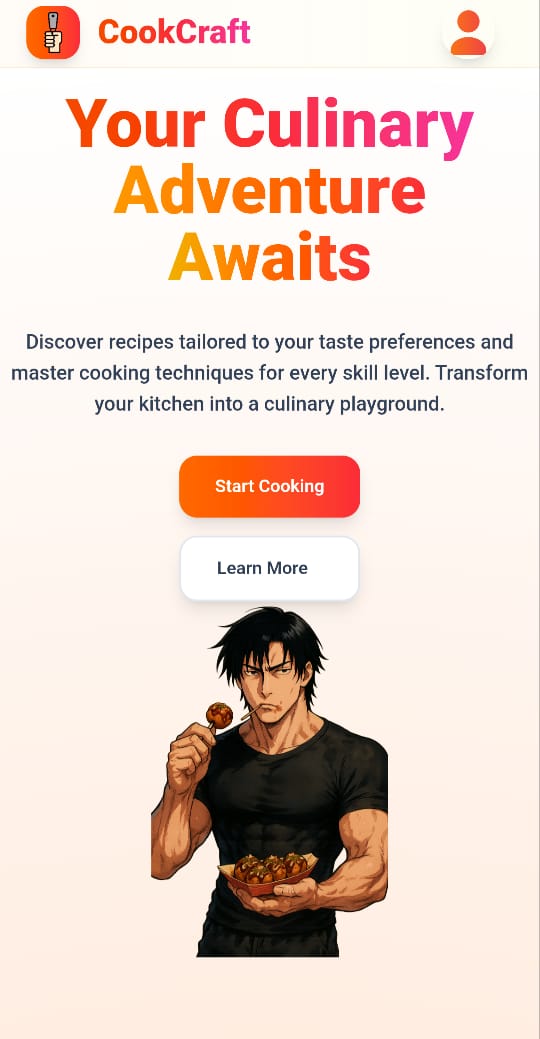 CookCraft
Your Culinary
Adventure
Awaits
Discover recipes tailored to your taste preferences and
master cooking techniques for every skill level. Transform
your kitchen into a culinary playground.
Start Cooking
Learn More